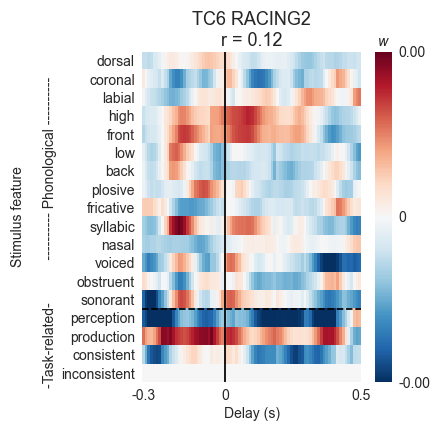 TC6 RACING2
r = 0.12
w
dorsal
coronal
labial
high
front
low
back
plosive
fricative
syllabic
nasal
voiced
obstruent
sonorant
perception
production
consistent
inconsistent
Stimulus feature
-Task-related- ----------- Phonological ----------
-0.3 0 0.5
Delay (s)
0.00
0
-0.00